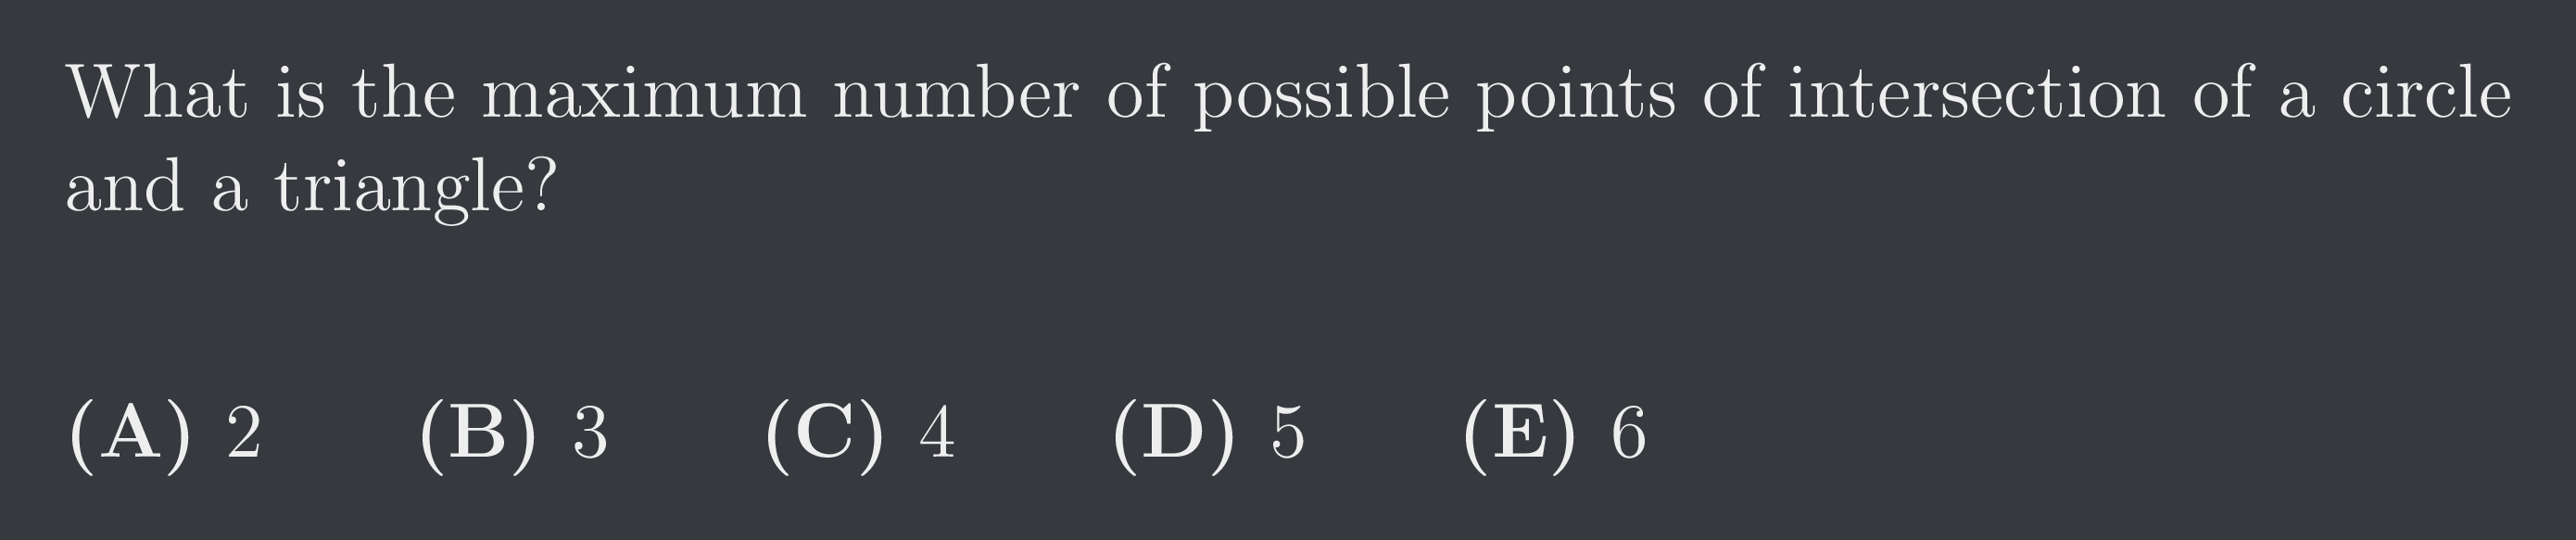 What is the maximum number of possible points of intersection of a circle
and a triangle?
(A) 2 (B) 3 (C) 4 (D) 5 (E) 6